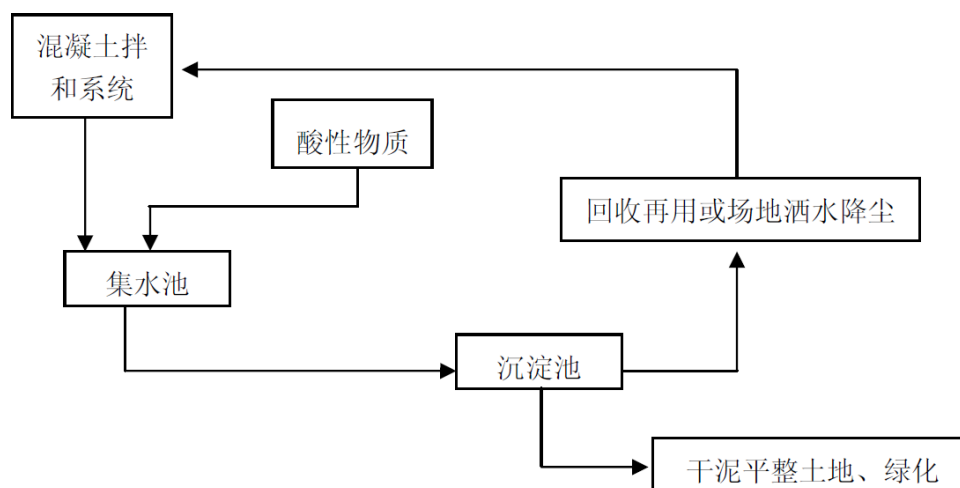 混凝土拌
和系统
酸性物质
回收再用或场地洒水降尘
集水池
沉淀池
干泥平整土地、绿化